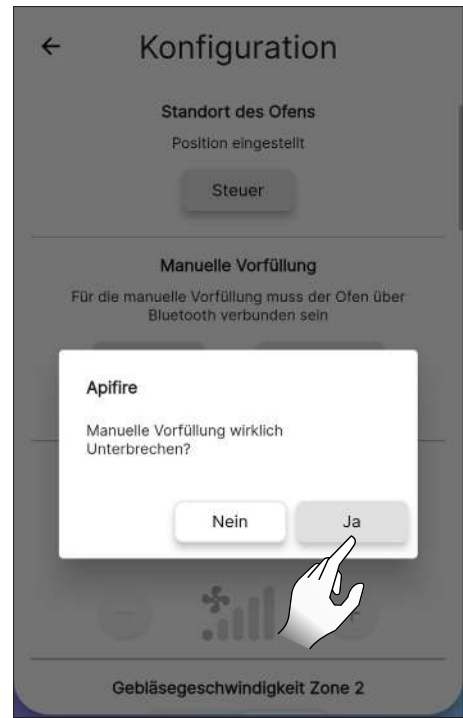 Konfiguration
Standort des Ofens
Position eingestellt
Steuer
Manuelle Vorfüllung
Für die manuelle Vorfüllung muss der Ofen über
Bluetooth verbunden sein
Apifire
Manuelle Vorfüllung wirklich
Unterbrechen?
Nein
Ja
Gebläsegeschwindigkeit Zone 2